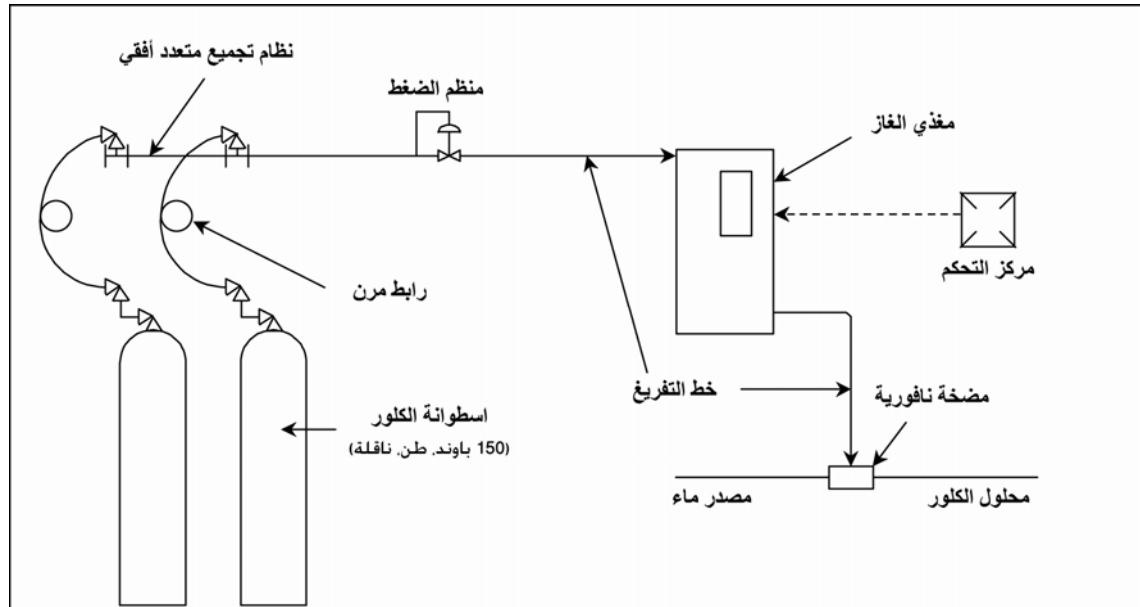 نظام تجميع متعدد أفقي
منظم الضغط
مغذي الغاز
مركز التحكم
رابط مرن
خط التفريغ
مضخة نافورية
اسطوانة الكلور
(150 باوند. طن. ناقلة)
محلول الكلور
مصدر ماء